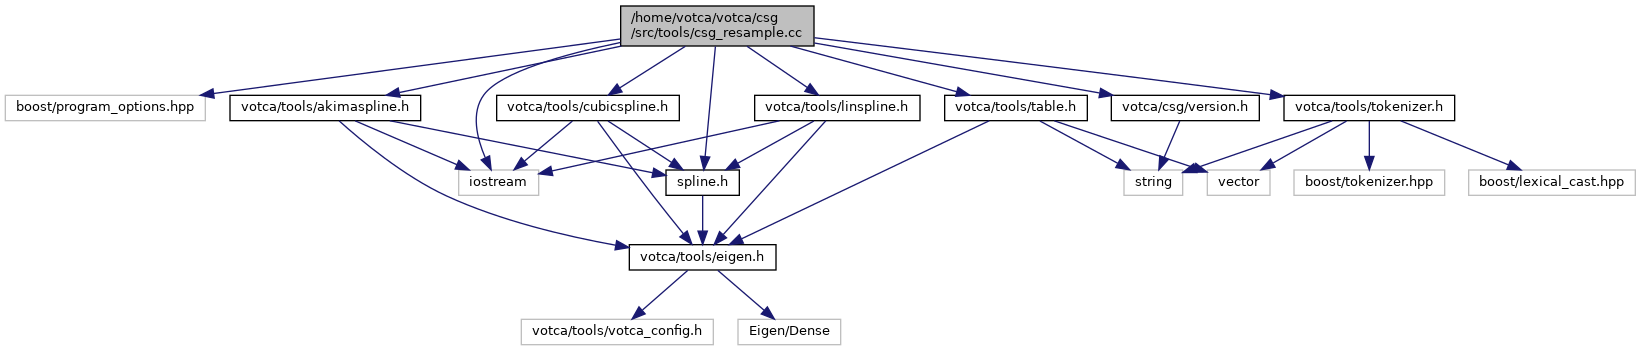 /home/votca/votca/csg
/src/tools/csg_resample.cc
boost/program_options.hpp
votca/tools/akimaspline.h
votca/tools/cubicspline.h
votca/tools/linspline.h
votca/tools/table.h
votca/csg/version.h
votca/tools/tokenizer.h
iostream
spline.h
string
vector
boost/tokenizer.hpp
boost/lexical_cast.hpp
votca/tools/eigen.h
votca/tools/votca_config.h
Eigen/Dense